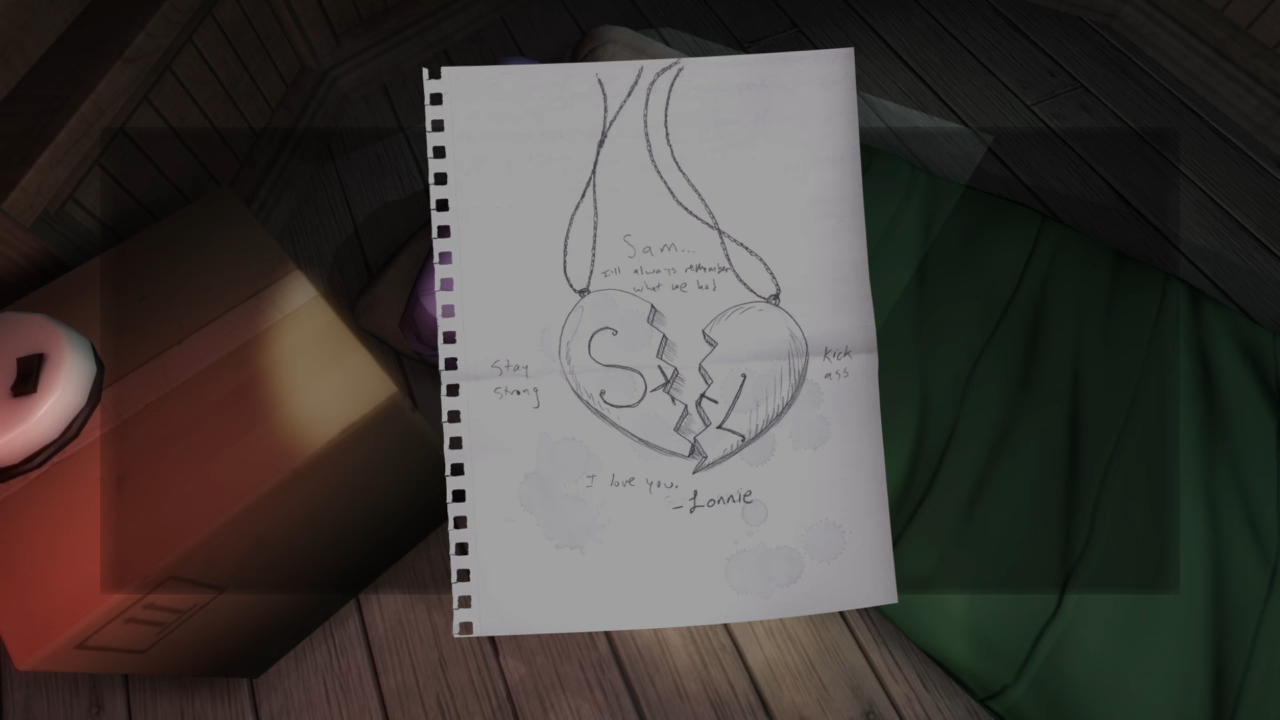 Sam...
I'll always remember
what we had
Stay
strong
S + L
Kick
ass
I love you.
-Lonnie